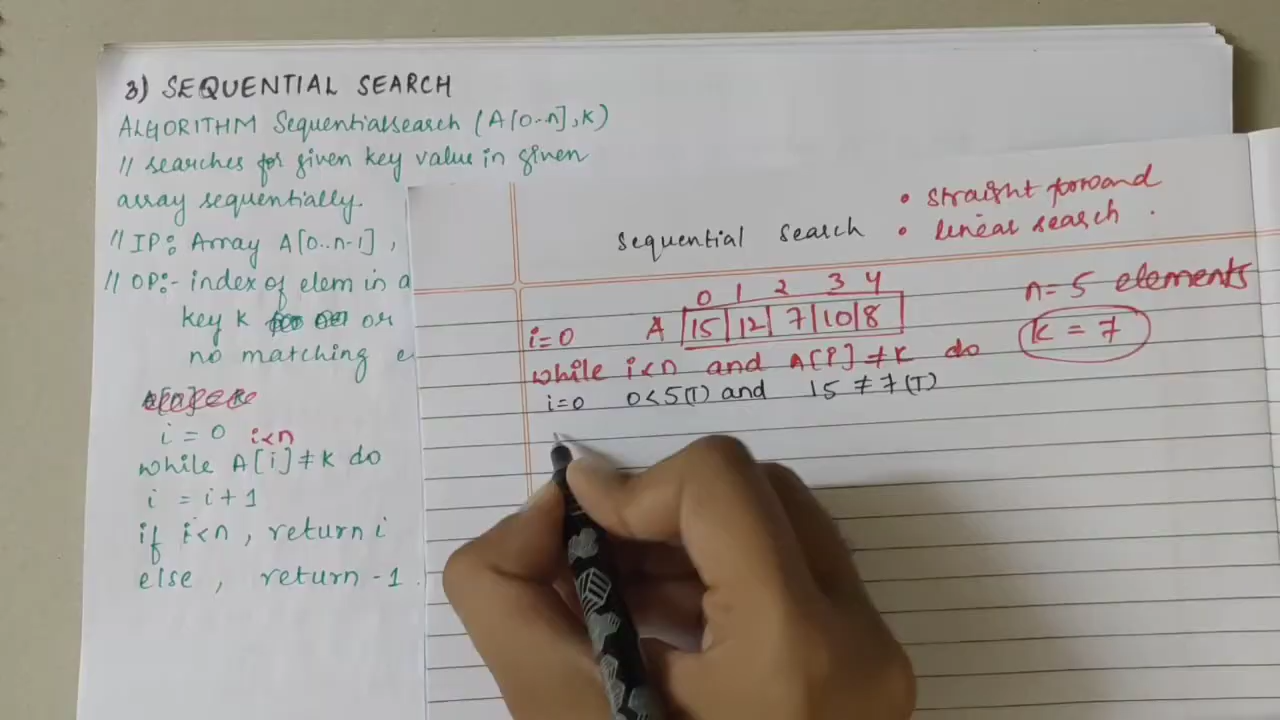 3) SEQUENTIAL SEARCH
ALGORITHM Sequentialsearch (A[0..n], K)
// searches for given key value in given
array sequentially.
// IP: Array A[0..n-1],
// OP:- index of elem in a
key k or
no matching e
i = 0 i<n
while A[i] ≠ K do
i = i + 1
if i<n, return i
else, return -1.
sequential search
• straight forward
• linear search.
0 1 2 3 4
i=0 A 15 12 7 10 8
n = 5 elements
k = 7
while i<n and A[i] ≠ K do
i=0 0<5(T) and 15 ≠ 7(T)